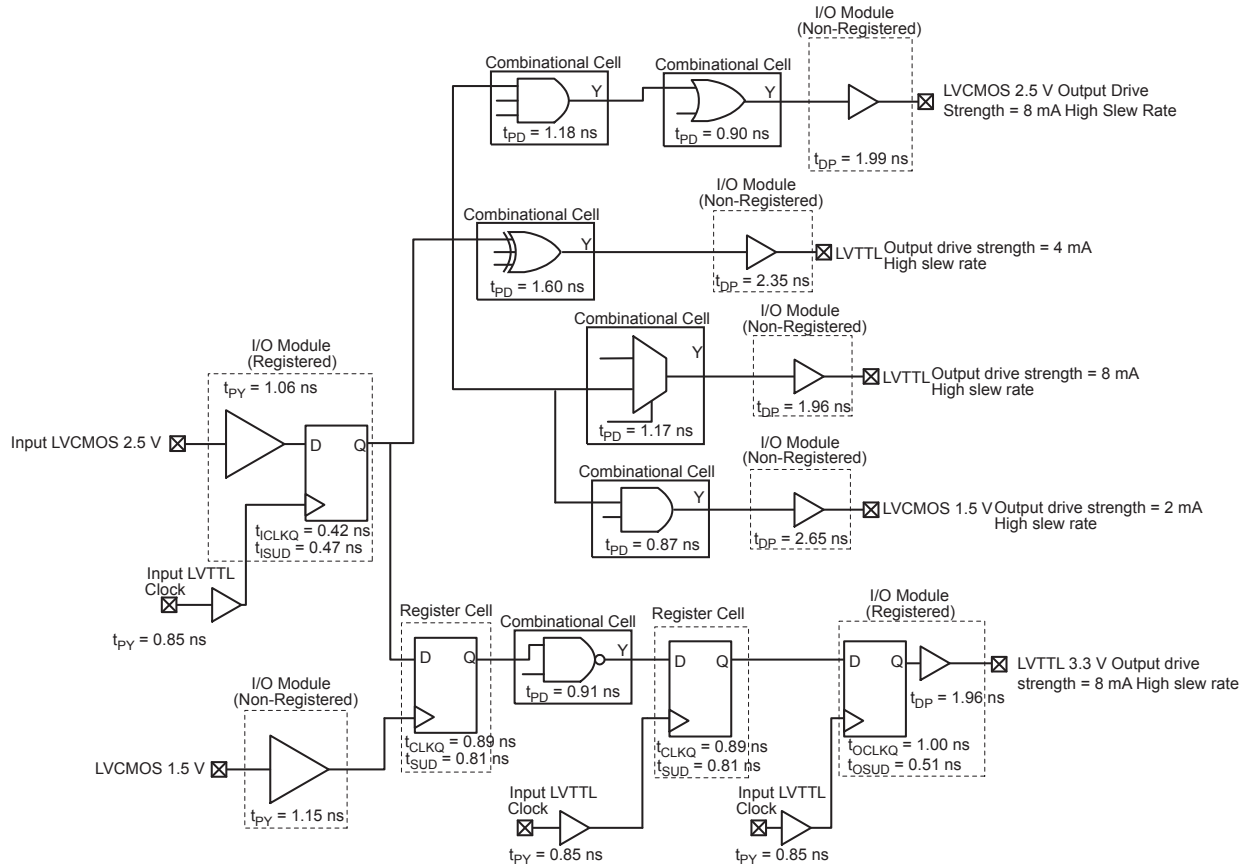 I/O Module
(Non-Registered)
Combinational Cell
Y
tPD = 1.18 ns
Combinational Cell
Y
tPD = 0.90 ns
tDP = 1.99 ns
LVCMOS 2.5 V Output Drive
Strength = 8 mA High Slew Rate
I/O Module
(Non-Registered)
Combinational Cell
Y
tPD = 1.60 ns
tDP = 2.35 ns
LVTTL Output drive strength = 4 mA
High slew rate
Combinational Cell
Y
tPD = 1.17 ns
I/O Module
(Non-Registered)
tDP = 1.96 ns
LVTTL Output drive strength = 8 mA
High slew rate
I/O Module
(Registered)
tPY = 1.06 ns
Input LVCMOS 2.5 V
D
Q
tICLKQ = 0.42 ns
tISUD = 0.47 ns
Input LVTTL
Clock
tPY = 0.85 ns
Combinational Cell
Y
tPD = 0.87 ns
I/O Module
(Non-Registered)
tDP = 2.65 ns
LVCMOS 1.5 V Output drive strength = 2 mA
High slew rate
I/O Module
(Non-Registered)
LVCMOS 1.5 V
tPY = 1.15 ns
Register Cell
D
Q
tCLKQ = 0.89 ns
tSUD = 0.81 ns
Combinational Cell
Y
tPD = 0.91 ns
Register Cell
D
Q
tCLKQ = 0.89 ns
tSUD = 0.81 ns
Input LVTTL
Clock
tPY = 0.85 ns
I/O Module
(Registered)
D
Q
tDP = 1.96 ns
tOCLKQ = 1.00 ns
tOSUD = 0.51 ns
LVTTL 3.3 V Output drive
strength = 8 mA High slew rate
Input LVTTL
Clock
tPY = 0.85 ns